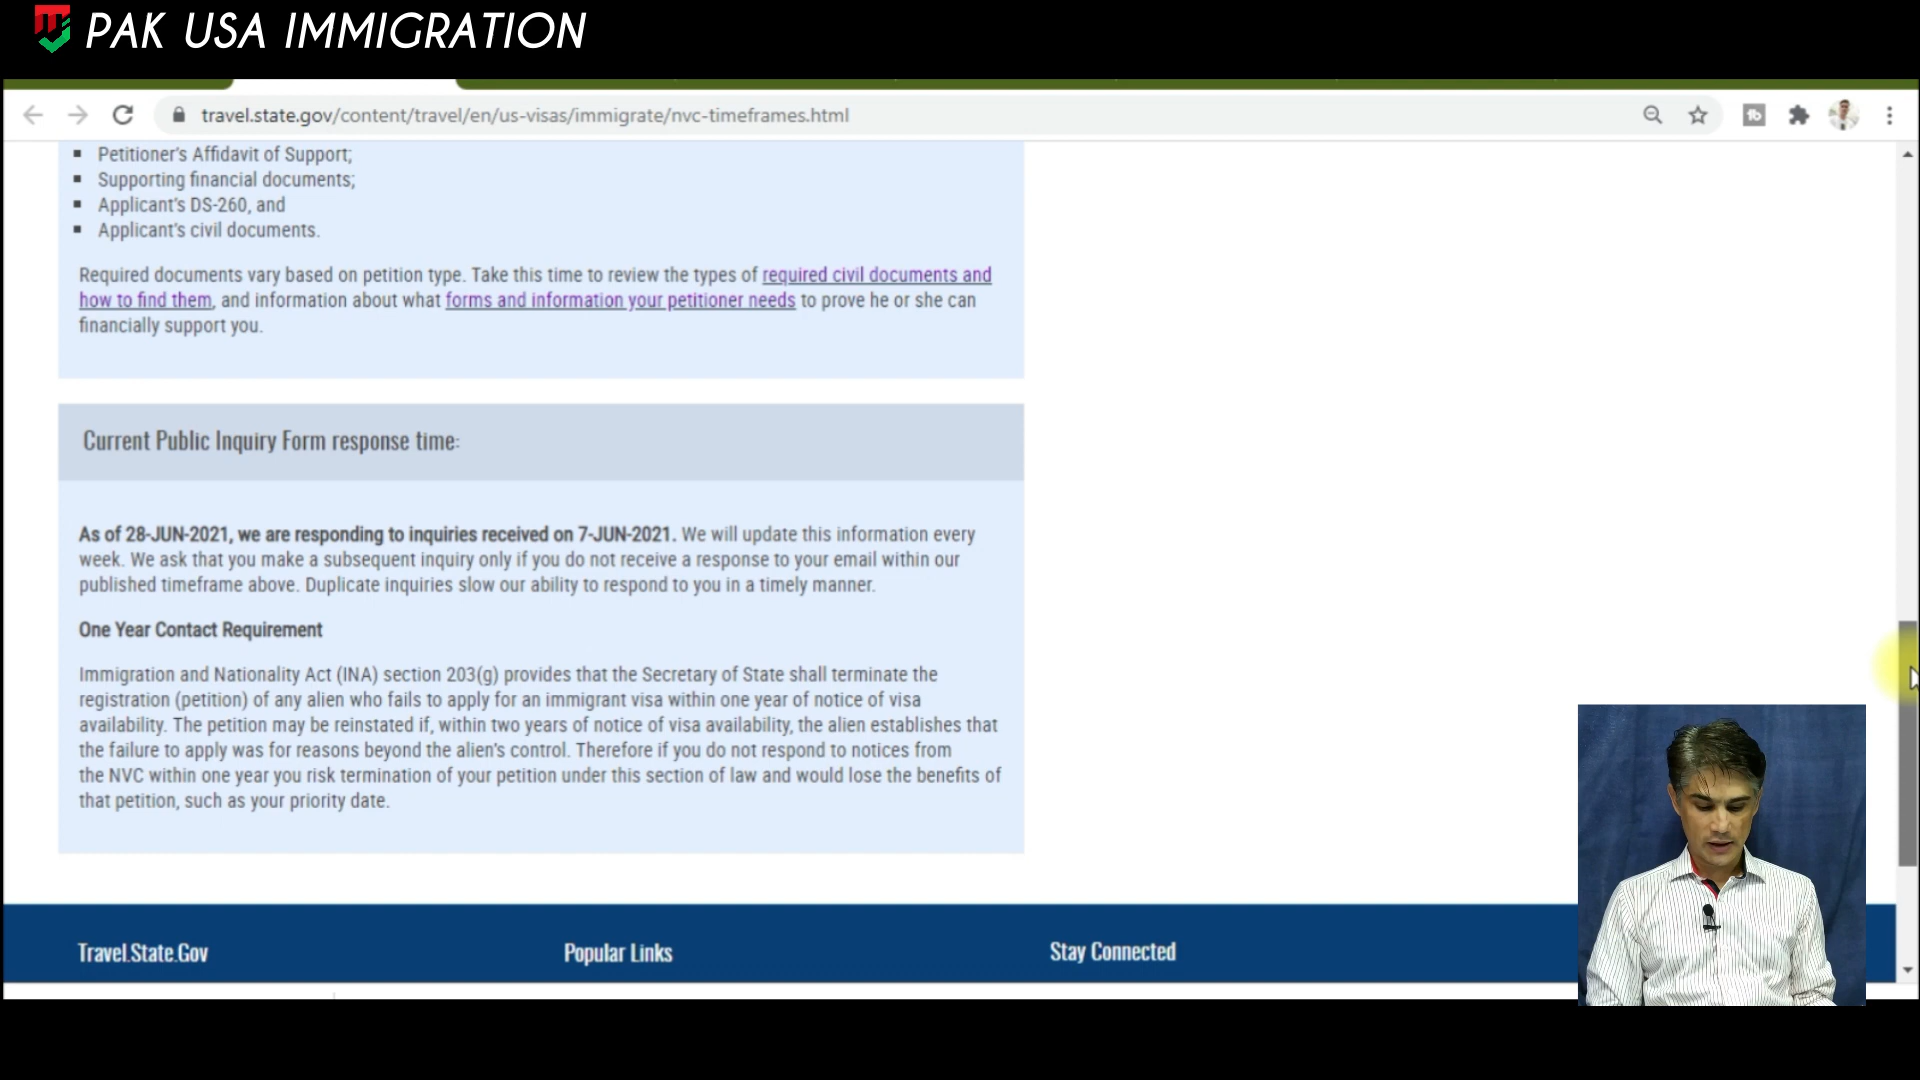 PAK USA IMMIGRATION
travel.state.gov/content/travel/en/us-visas/immigrate/nvc-timeframes.html
Petitioner's Affidavit of Support;
Supporting financial documents;
Applicant's DS-260, and
Applicant's civil documents.
Required documents vary based on petition type. Take this time to review the types of required civil documents and
how to find them, and information about what forms and information your petitioner needs to prove he or she can
financially support you.
Current Public Inquiry Form response time:
As of 28-JUN-2021, we are responding to inquiries received on 7-JUN-2021. We will update this information every
week. We ask that you make a subsequent inquiry only if you do not receive a response to your email within our
published timeframe above. Duplicate inquiries slow our ability to respond to you in a timely manner.
One Year Contact Requirement
Immigration and Nationality Act (INA) section 203(g) provides that the Secretary of State shall terminate the
registration (petition) of any alien who fails to apply for an immigrant visa within one year of notice of visa
availability. The petition may be reinstated if, within two years of notice of visa availability, the alien establishes that
the failure to apply was for reasons beyond the alien's control. Therefore if you do not respond to notices from
the NVC within one year you risk termination of your petition under this section of law and would lose the benefits of
that petition, such as your priority date.
Travel.State.Gov
Popular Links
Stay Connected